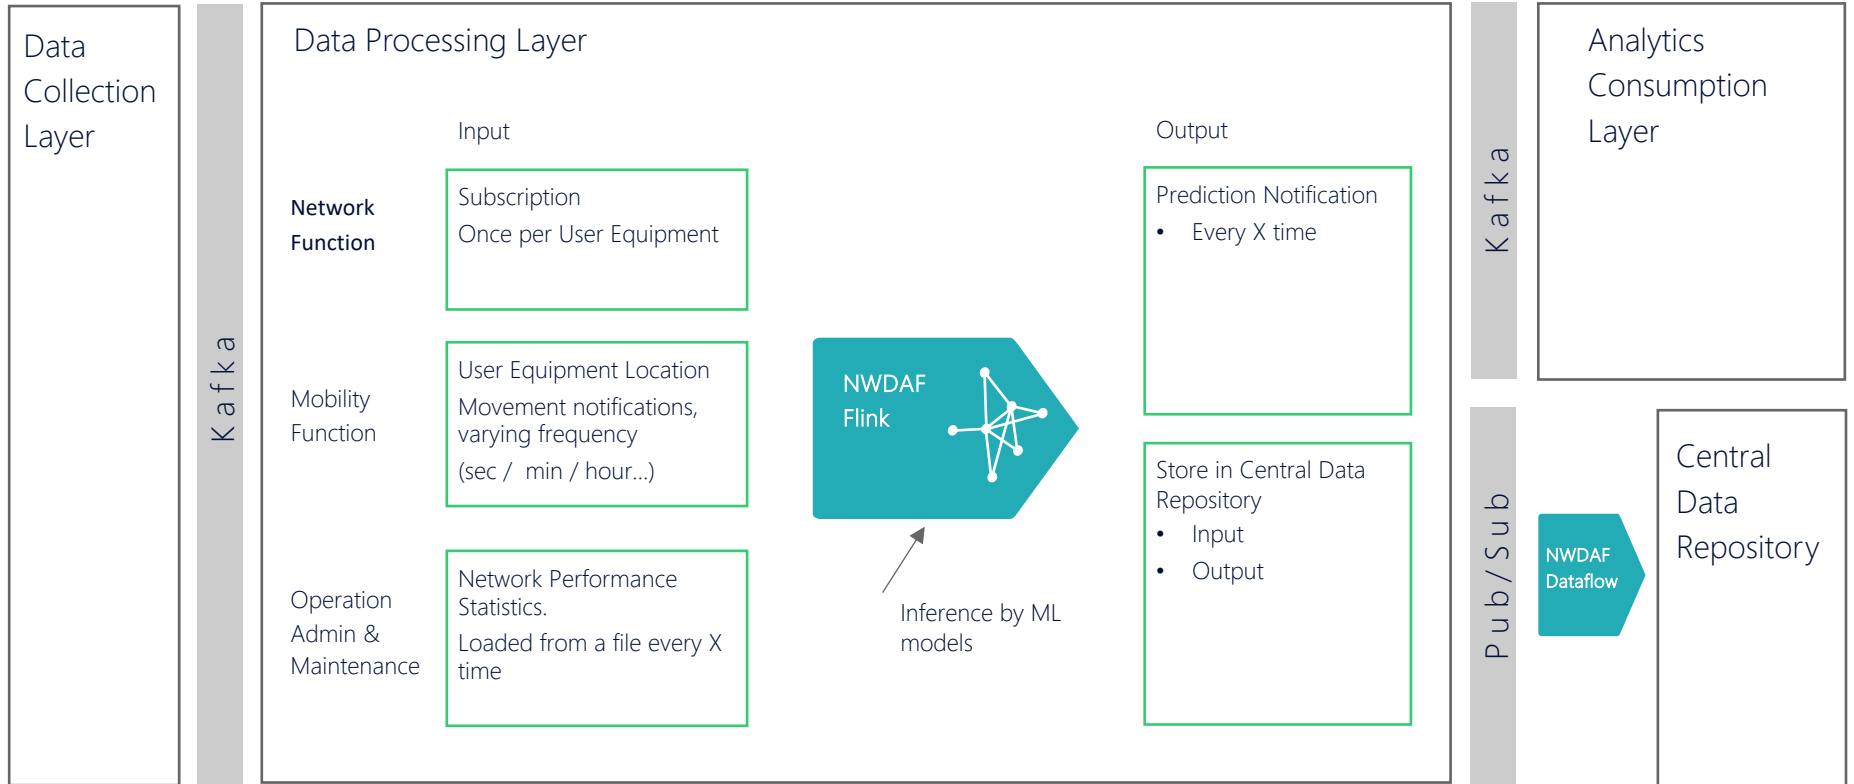 Data
Collection
Layer
Kafka
Data Processing Layer
Input
Output
Network
Function
Subscription
Once per User Equipment
Mobility
Function
User Equipment Location
Movement notifications,
varying frequency
(sec / min / hour...)
Operation
Admin &
Maintenance
Network Performance
Statistics.
Loaded from a file every X
time
NWDAF
Flink
Inference by ML
models
Prediction Notification
• Every X time
Store in Central Data
Repository
• Input
• Output
Kafka
Pub/Sub
Analytics
Consumption
Layer
NWDAF
Dataflow
Central
Data
Repository